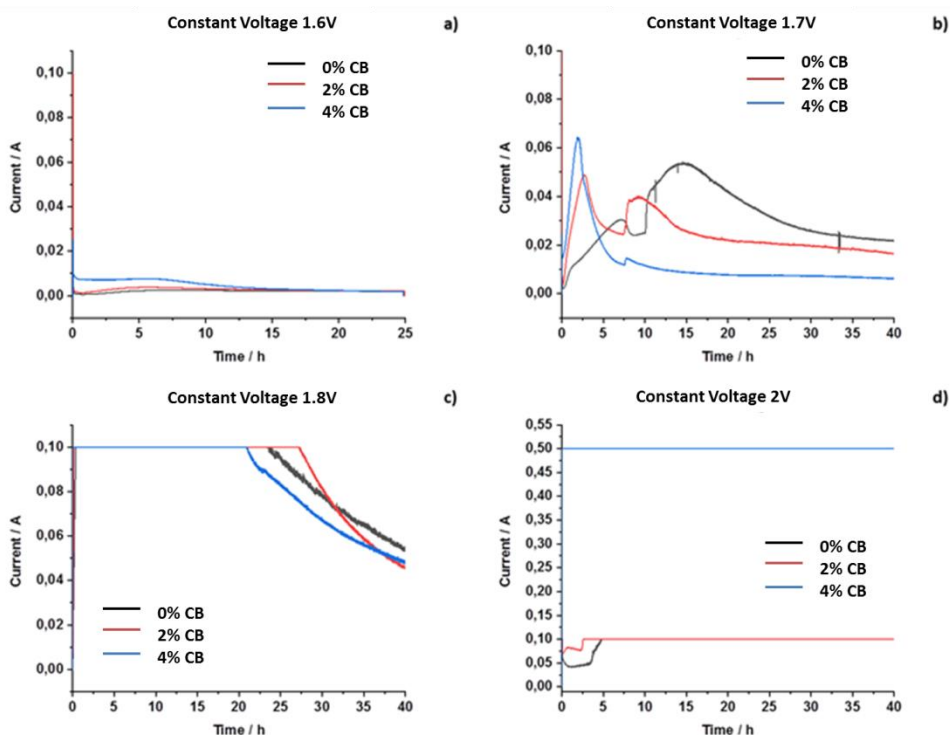 Constant Voltage 1.6V
a)
0% CB
2% CB
4% CB
0,10
0,08
0,06
0,04
0,02
0,00
Current / A
0 5 10 15 20 25
Time / h
Constant Voltage 1.7V
b)
0% CB
2% CB
4% CB
0,10
0,08
0,06
0,04
0,02
0,00
Current / A
0 5 10 15 20 25 30 35 40
Time / h
Constant Voltage 1.8V
c)
0,10
0,08
0,06
0,04
0,02
0,00
Current / A
0% CB
2% CB
4% CB
0 5 10 15 20 25 30 35 40
Time / h
Constant Voltage 2V
d)
0,55
0,50
0,45
0,40
0,35
0,30
0,25
0,20
0,15
0,10
0,05
0,00
Current / A
0% CB
2% CB
4% CB
0 5 10 15 20 25 30 35 40
Time / h